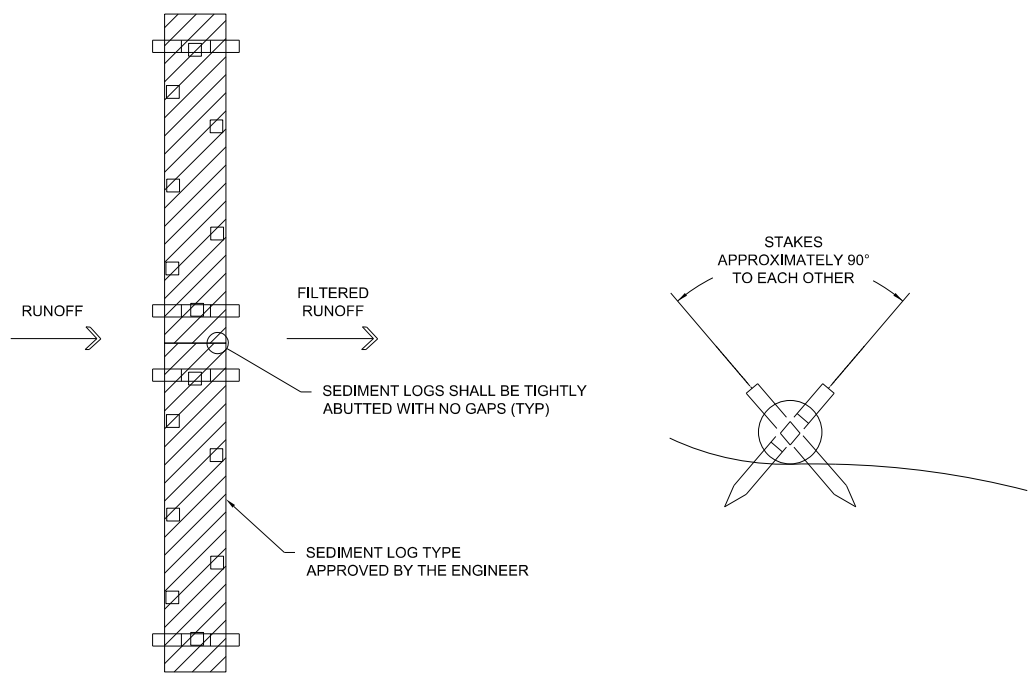 RUNOFF
FILTERED
RUNOFF
SEDIMENT LOGS SHALL BE TIGHTLY
ABUTTED WITH NO GAPS (TYP)
SEDIMENT LOG TYPE
APPROVED BY THE ENGINEER
STAKES
APPROXIMATELY 90°
TO EACH OTHER